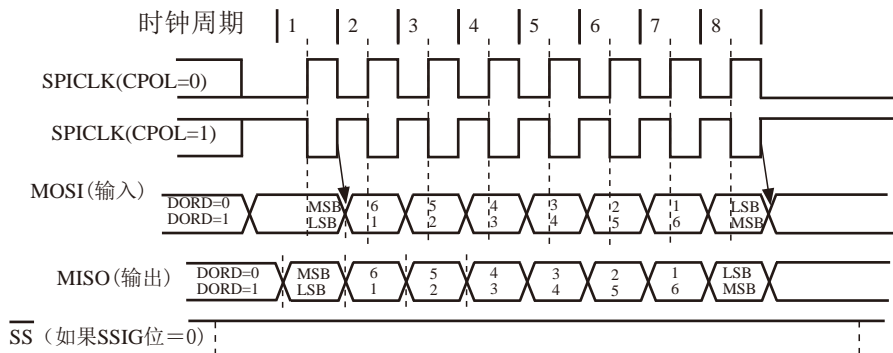 时钟周期 1 2 3 4 5 6 7 8
SPICLK(CPOL=0)
SPICLK(CPOL=1)
MOSI(输入)
DORD=0 MSB 6 5 4 3 2 1 LSB
DORD=1 LSB 1 2 3 4 5 6 MSB
MISO(输出)
DORD=0 MSB 6 5 4 3 2 1 LSB
DORD=1 LSB 1 2 3 4 5 6 MSB
SS（如果SSIG位＝0）